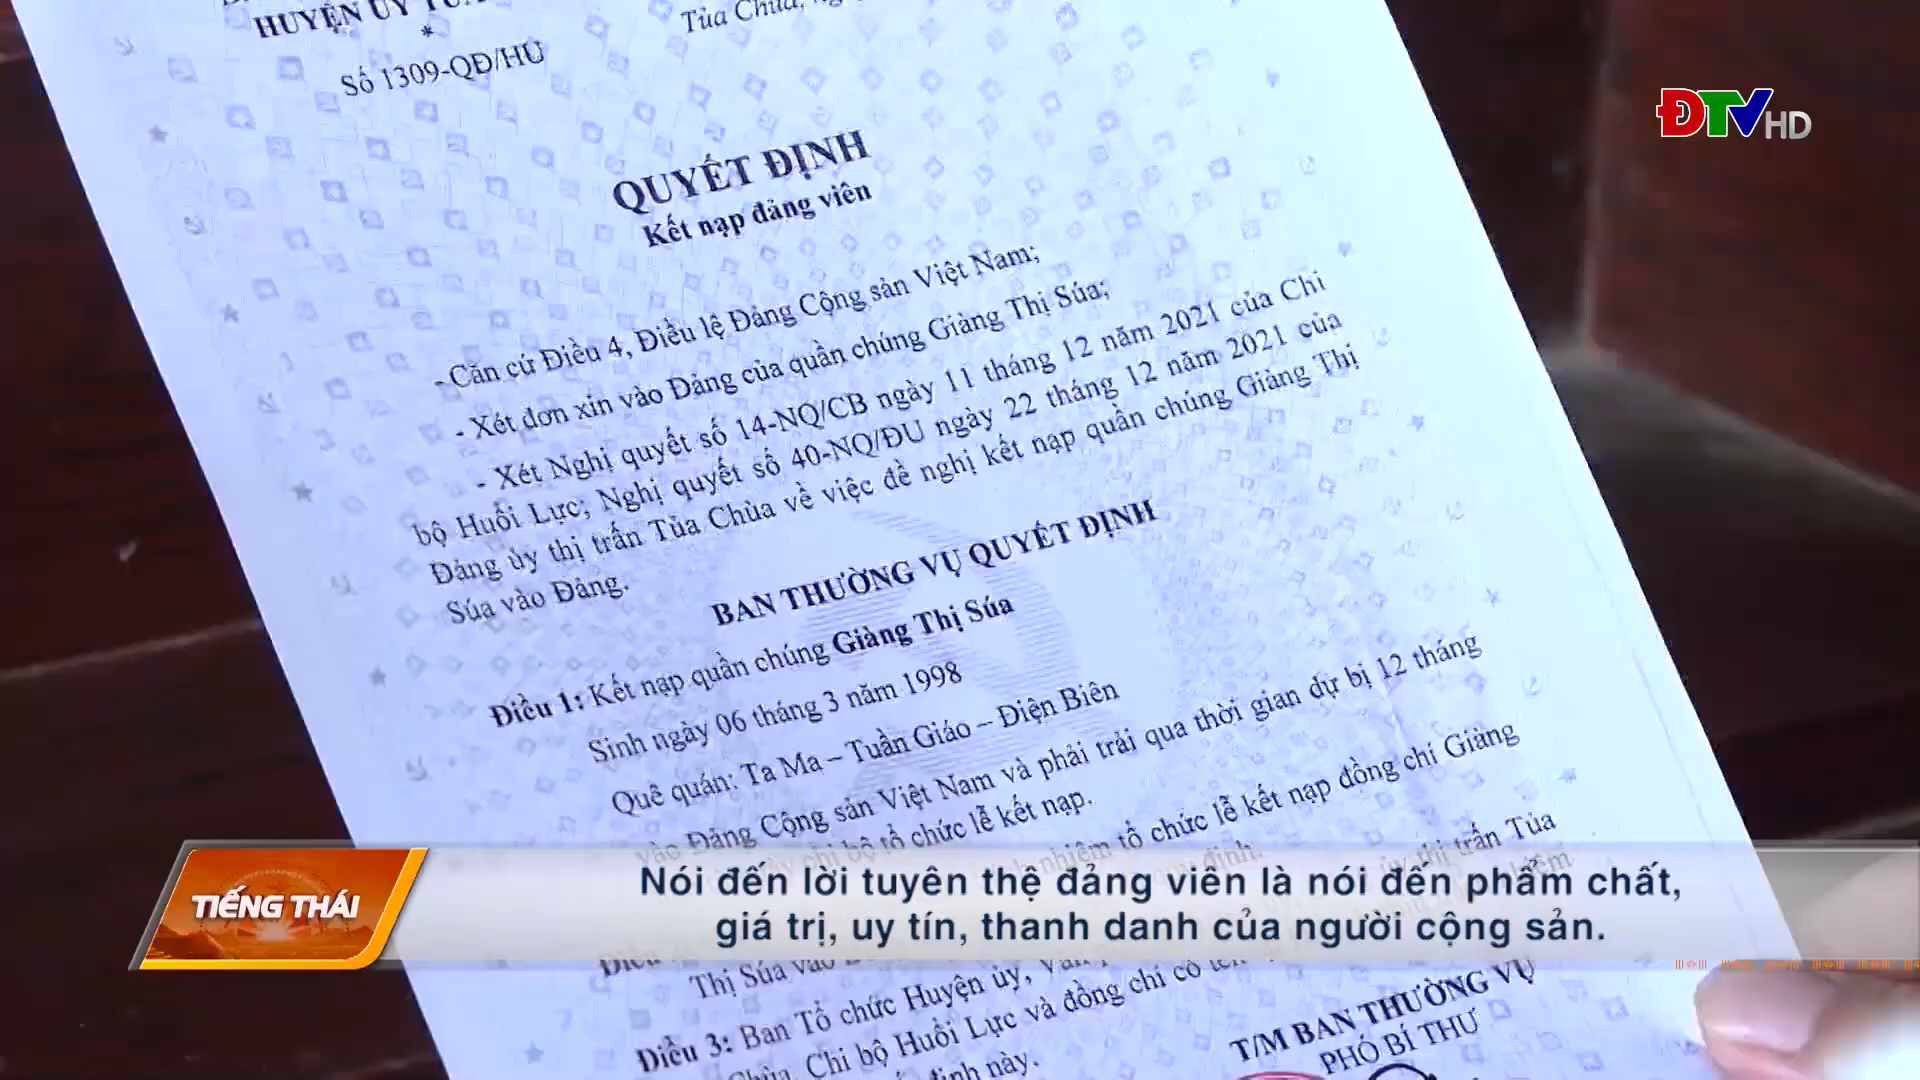 HUYỆN ỦY
Tủa Chùa,
*
Số 1309-QĐ/HU
ĐTV HD
QUYẾT ĐỊNH
Kết nạp đảng viên
- Căn cứ Điều 4, Điều lệ Đảng Cộng sản Việt Nam;
- Xét đơn xin vào Đảng của quần chúng Giàng Thị Súa;
- Xét Nghị quyết số 14-NQ/CB ngày 11 tháng 12 năm 2021 của Chi
bộ Huổi Lực; Nghị quyết số 40-NQ/ĐU ngày 22 tháng 12 năm 2021 của
Đảng ủy thị trấn Tủa Chùa về việc đề nghị kết nạp quần chúng Giàng Thị
Súa vào Đảng.
BAN THƯỜNG VỤ QUYẾT ĐỊNH
Điều 1: Kết nạp quần chúng Giàng Thị Súa
Sinh ngày 06 tháng 3 năm 1998
Quê quán: Ta Ma – Tuần Giáo – Điện Biên
vào Đảng Cộng sản Việt Nam và phải trải qua thời gian dự bị 12 tháng
chi bộ tổ chức lễ kết nạp.
nhiệm tổ chức lễ kết nạp đồng chí Giàng
ủy thị trấn Tủa
TIẾNG THÁI
Nói đến lời tuyên thệ đảng viên là nói đến phẩm chất,
giá trị, uy tín, thanh danh của người cộng sản.
Thị Súa vào
Điều 3: Ban Tổ chức Huyện ủy,
Chùa, Chi bộ Huổi Lực và đồng chí có tên
định này.
T/M BAN THƯỜNG VỤ
PHÓ BÍ THƯ